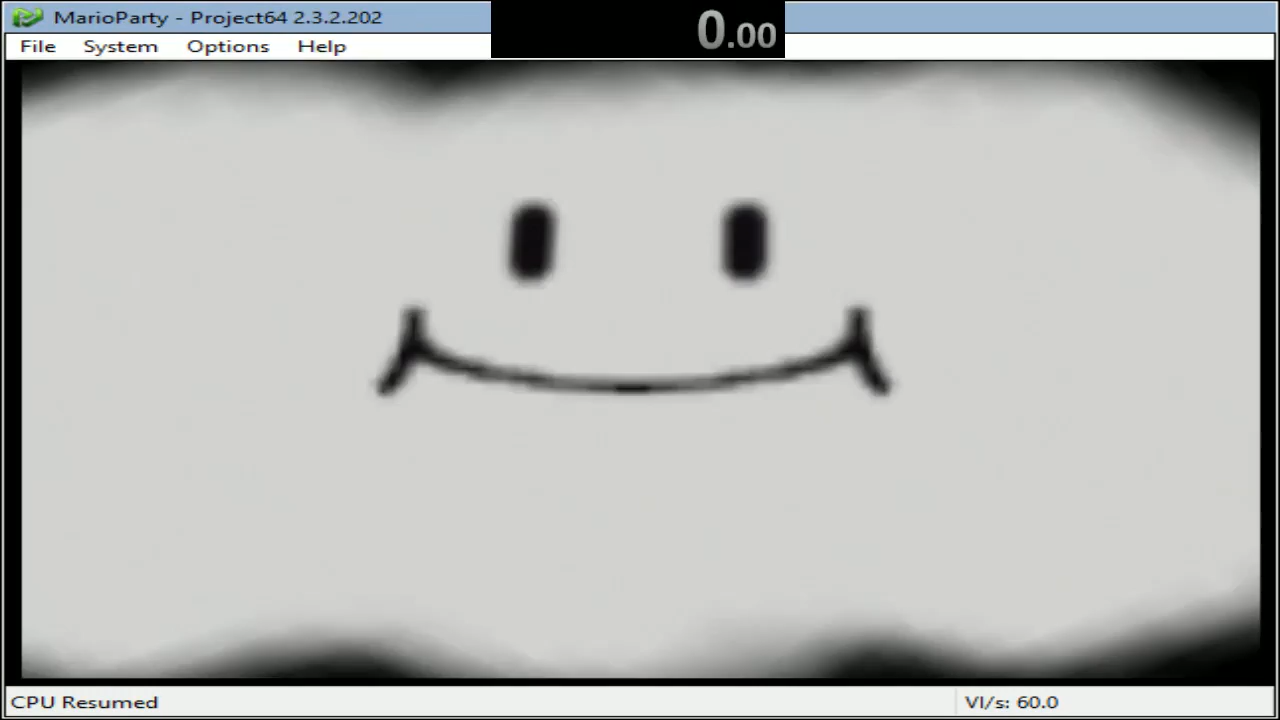 MarioParty - Project64 2.3.2.202
0.00
File System Options Help
CPU Resumed VI/s: 60.0